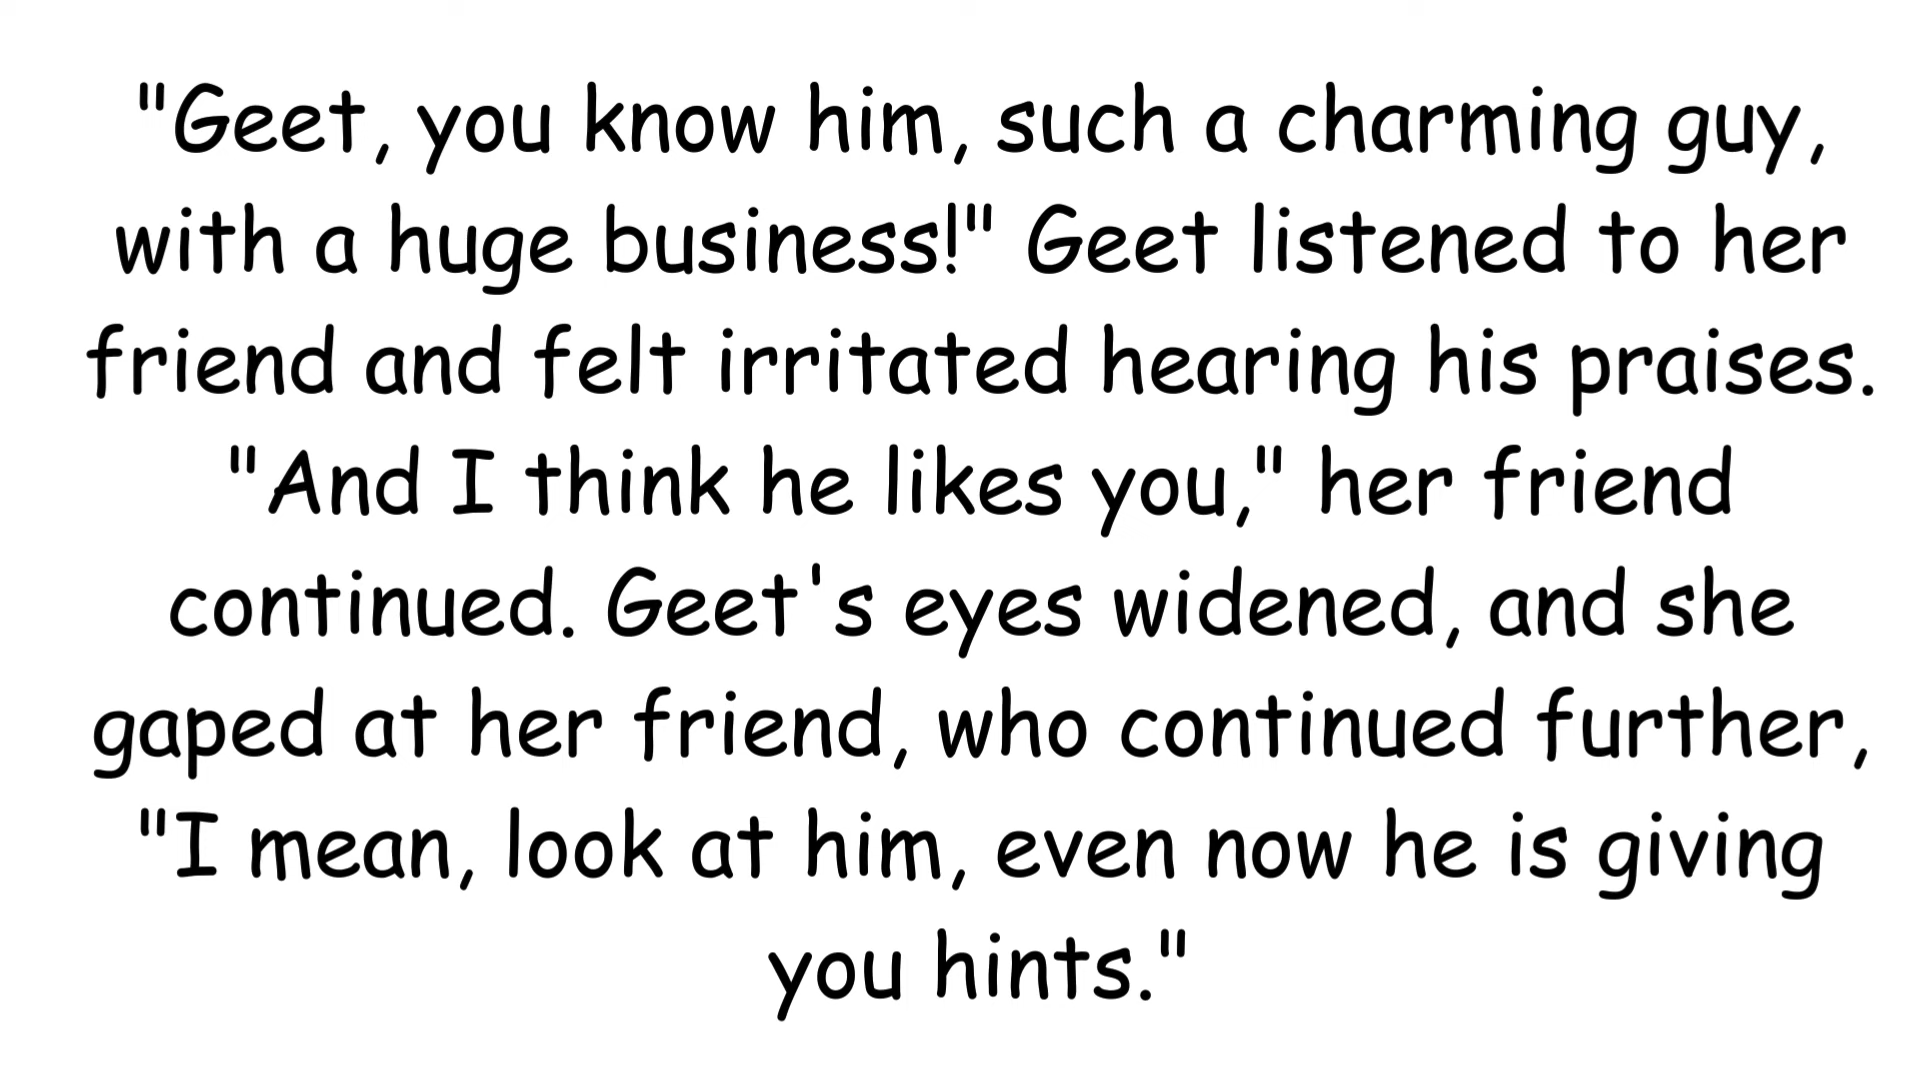 "Geet, you know him, such a charming guy,
with a huge business!" Geet listened to her
friend and felt irritated hearing his praises.
"And I think he likes you," her friend
continued. Geet's eyes widened, and she
gaped at her friend, who continued further,
"I mean, look at him, even now he is giving
you hints."